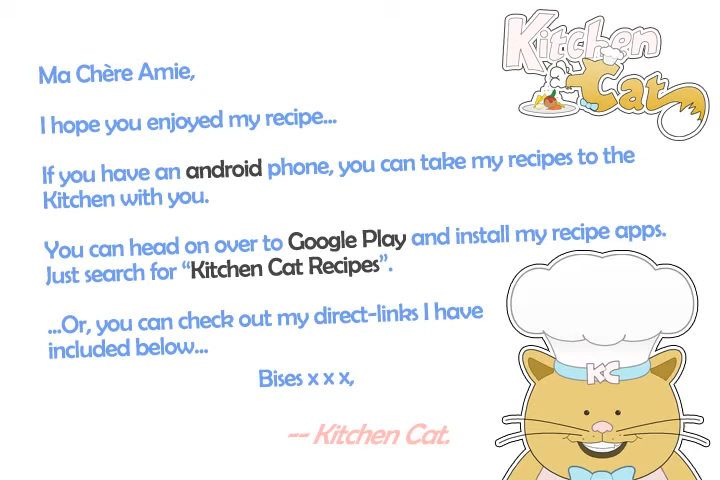 Kitchen
Cat
Ma Chère Amie,
I hope you enjoyed my recipe...
If you have an android phone, you can take my recipes to the
Kitchen with you.
You can head on over to Google Play and install my recipe apps.
Just search for “Kitchen Cat Recipes”.
...Or, you can check out my direct-links I have
included below...
Bises x x x,
-- Kitchen Cat.
KC